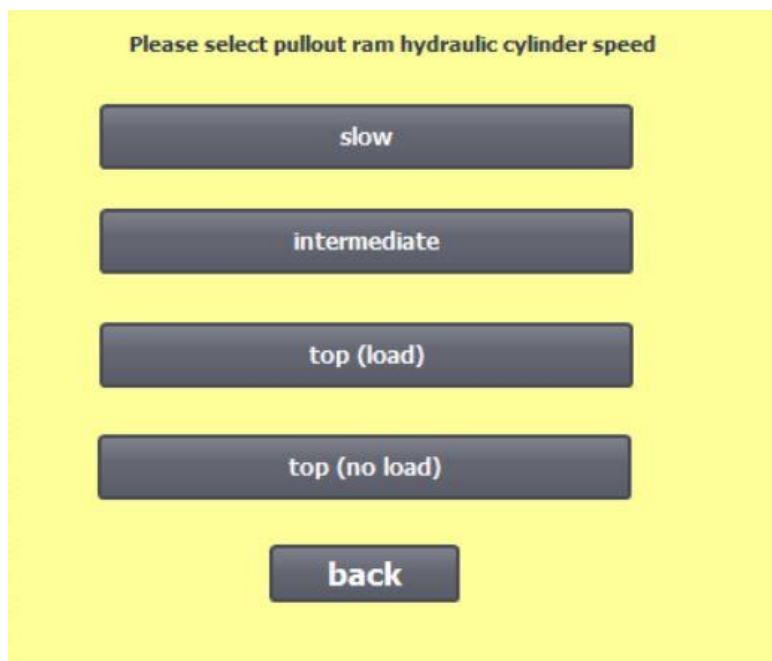 Please select pullout ram hydraulic cylinder speed
slow
intermediate
top (load)
top (no load)
back